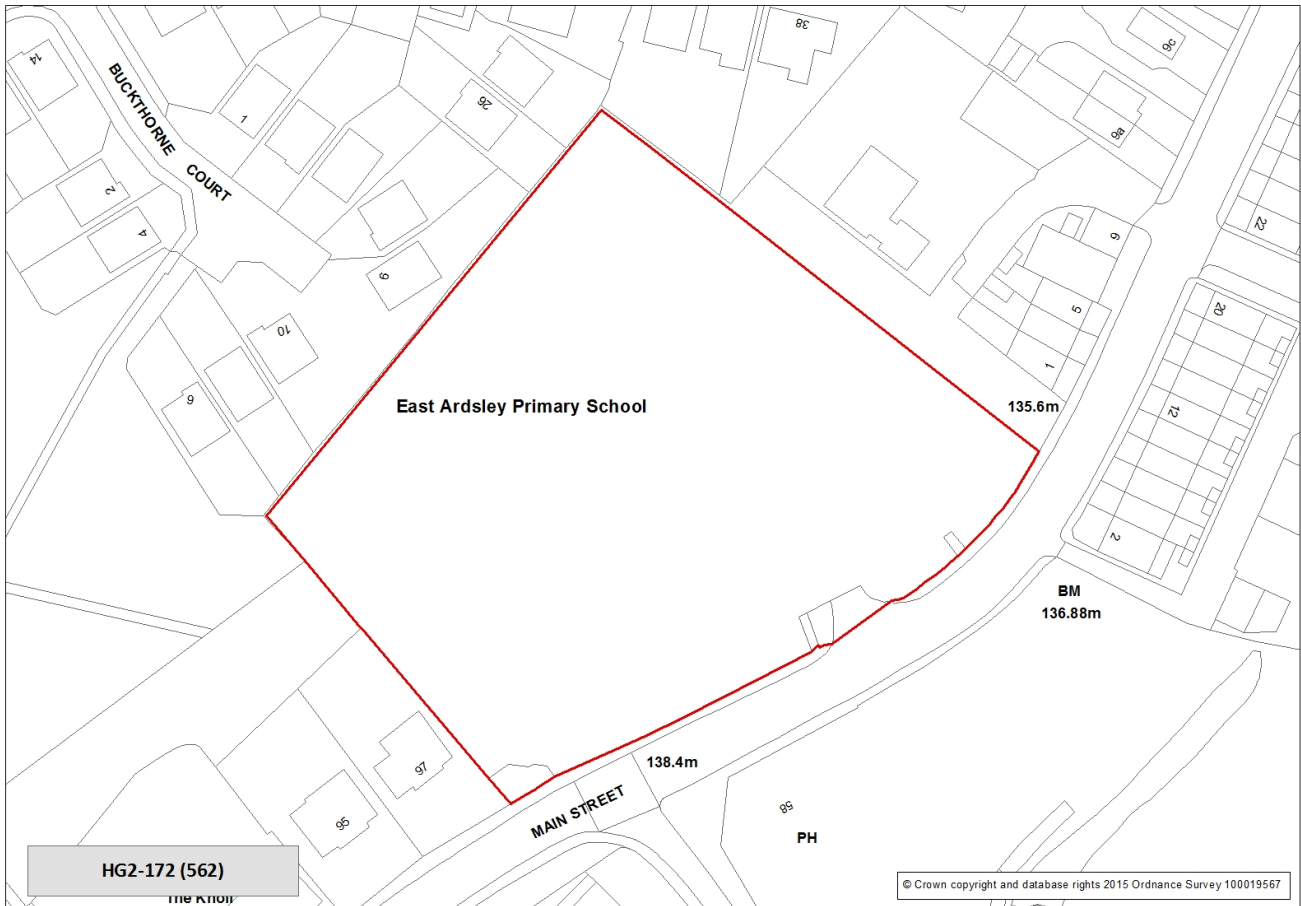 38
9c
14
BUCKTHORNE COURT
1
26
9a
2
4
22
9
6
10
20
5
1
9
East Ardsley Primary School
135.6m
12
2
BM
136.88m
138.4m
97
MAIN STREET
58
95
PH
HG2-172 (562)
The Knoll
© Crown copyright and database rights 2015 Ordnance Survey 100019567